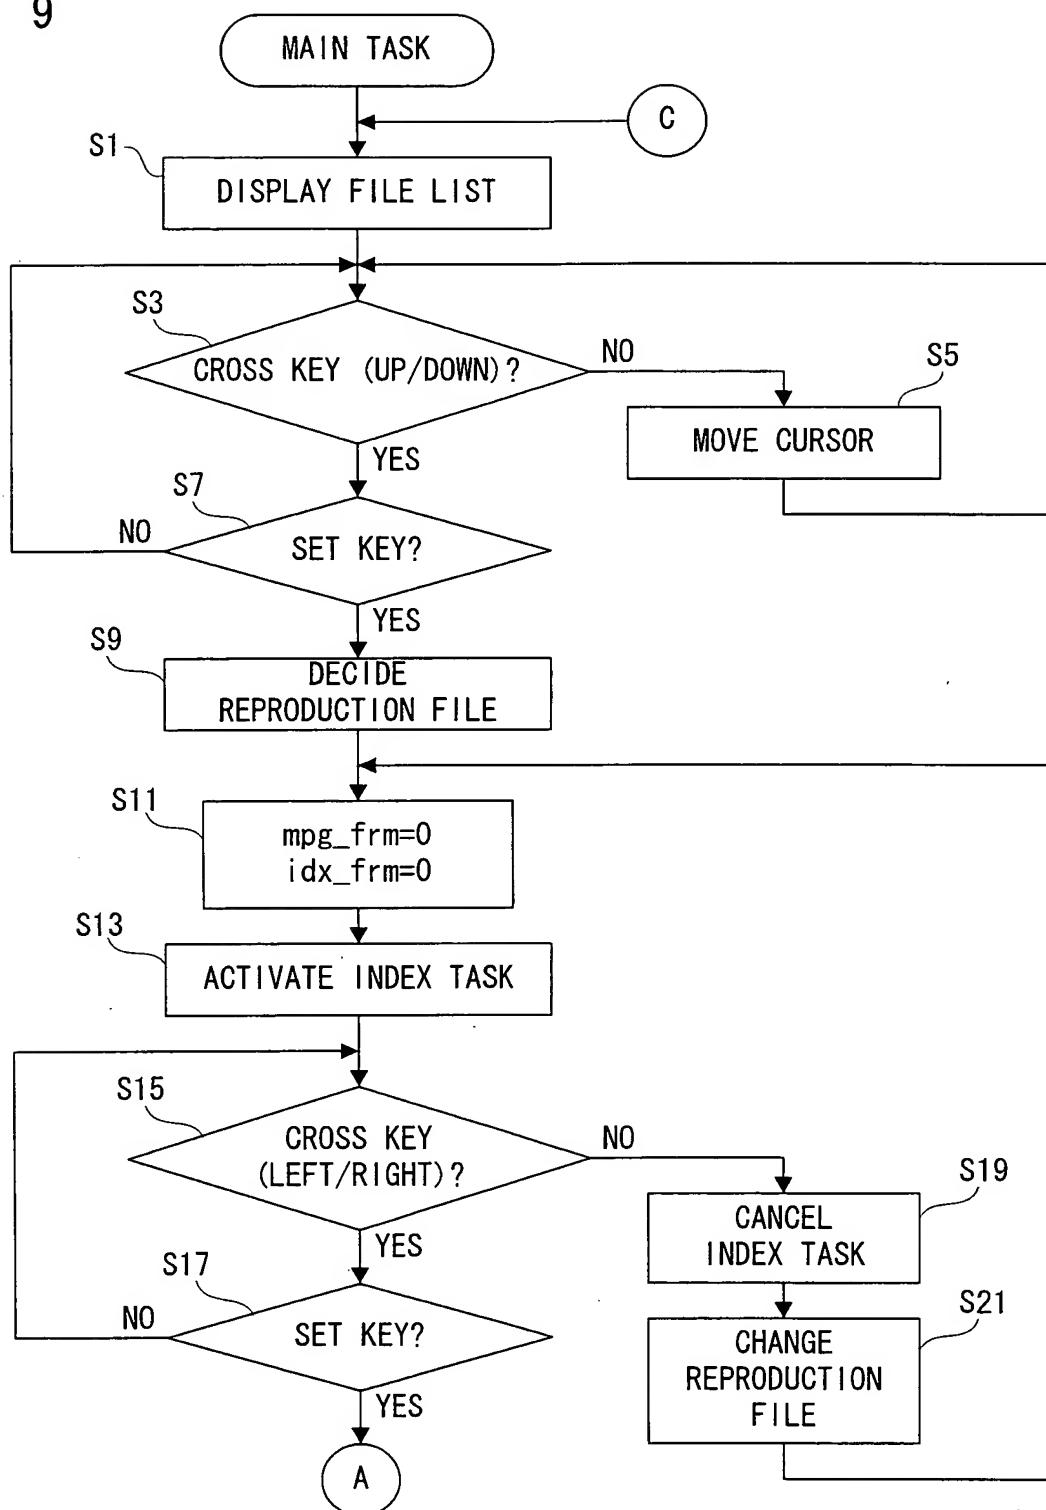 9
MAIN TASK
C
S1
DISPLAY FILE LIST
S3
CROSS KEY (UP/DOWN)?
NO
S5
MOVE CURSOR
YES
S7
NO
SET KEY?
YES
S9
DECIDE
REPRODUCTION FILE
S11
mpg_frm=0
idx_frm=0
S13
ACTIVATE INDEX TASK
S15
CROSS KEY
(LEFT/RIGHT)?
NO
S19
CANCEL
INDEX TASK
YES
S17
NO
SET KEY?
S21
CHANGE
REPRODUCTION
FILE
YES
A